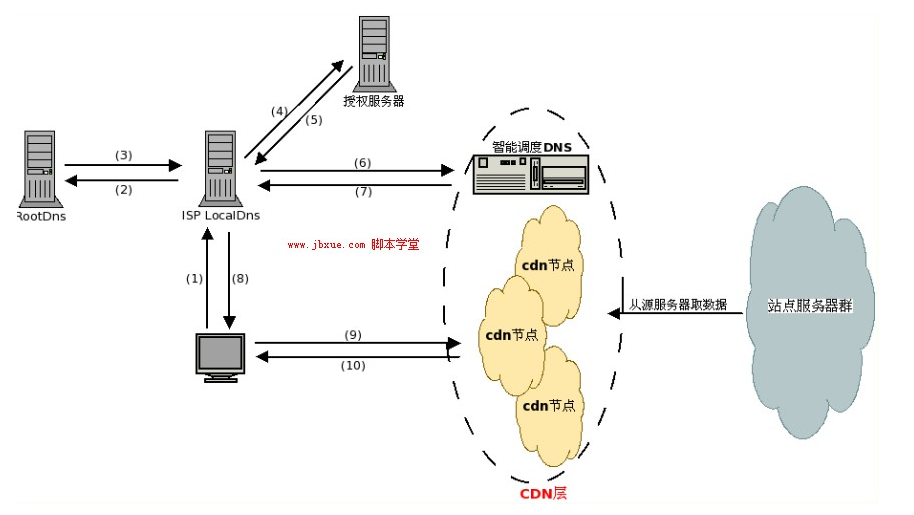 授权服务器
(4)
(5)
智能调度DNS
(3)
(2)
(6)
(7)
RootDns
ISP LocalDns
www.jbxue.com 脚本学堂
cdn节点
(1)
(8)
从源服务器取数据
站点服务器群
cdn节点
(9)
(10)
cdn节点
CDN层